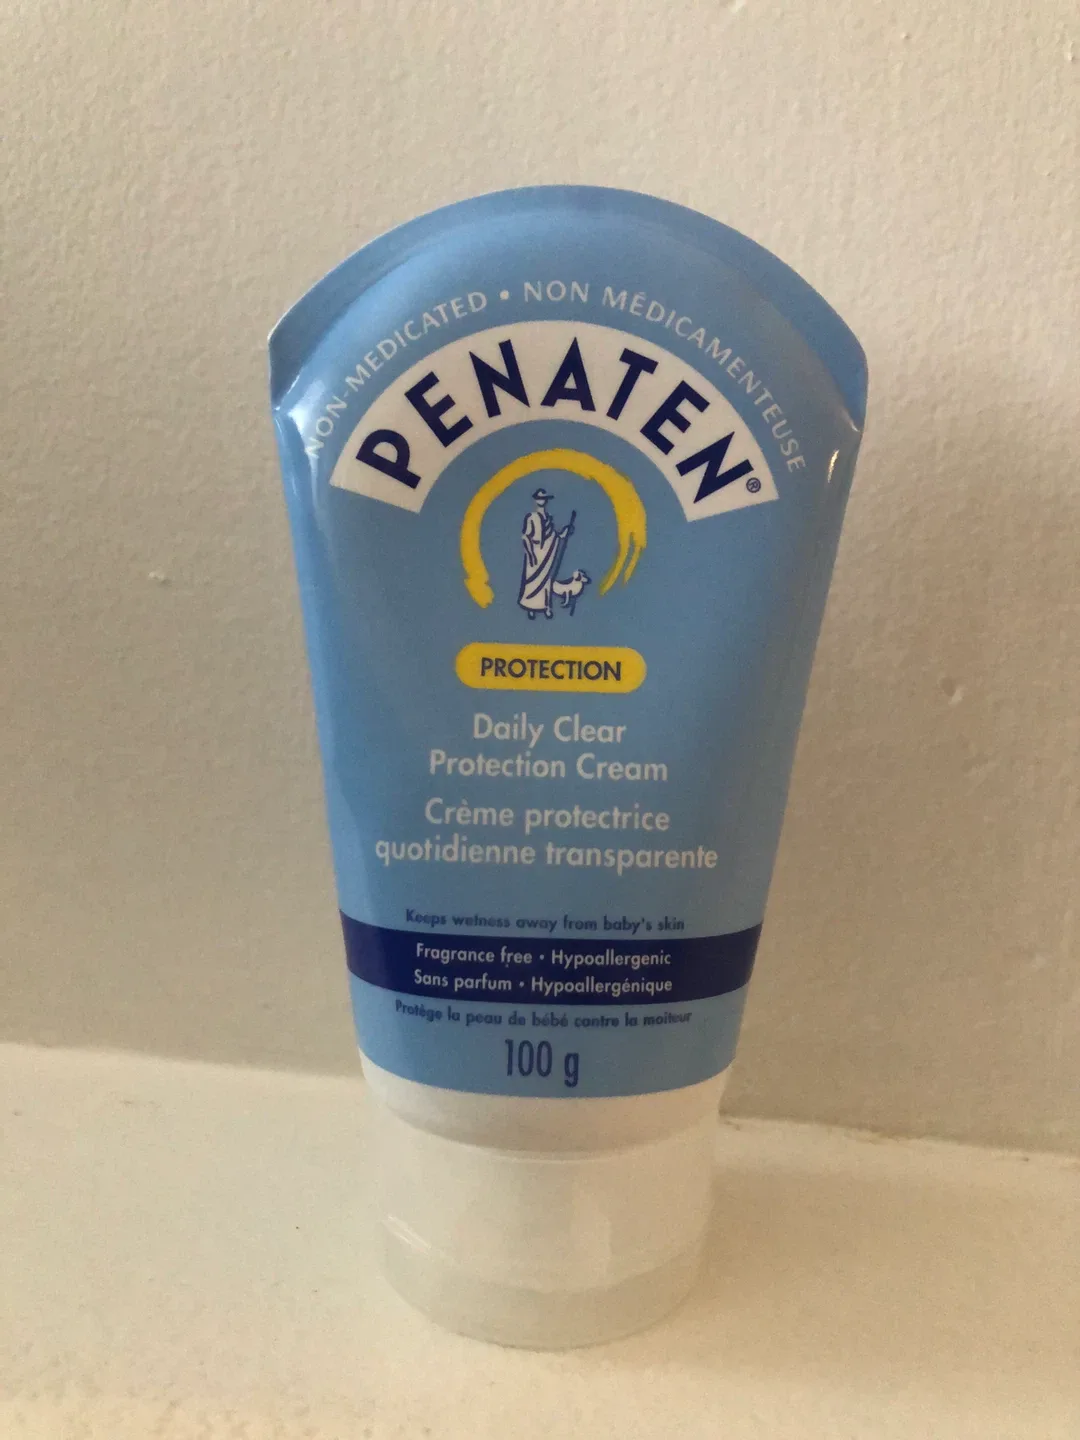 NON-MEDICATED • NON MÉDICAMENTEUSE
PENATEN®
PROTECTION
Daily Clear
Protection Cream
Crème protectrice
quotidienne transparente
Keeps wetness away from baby's skin
Fragrance free • Hypoallergenic
Sans parfum • Hypoallergénique
Protège la peau de bébé contre la moiteur
100 g